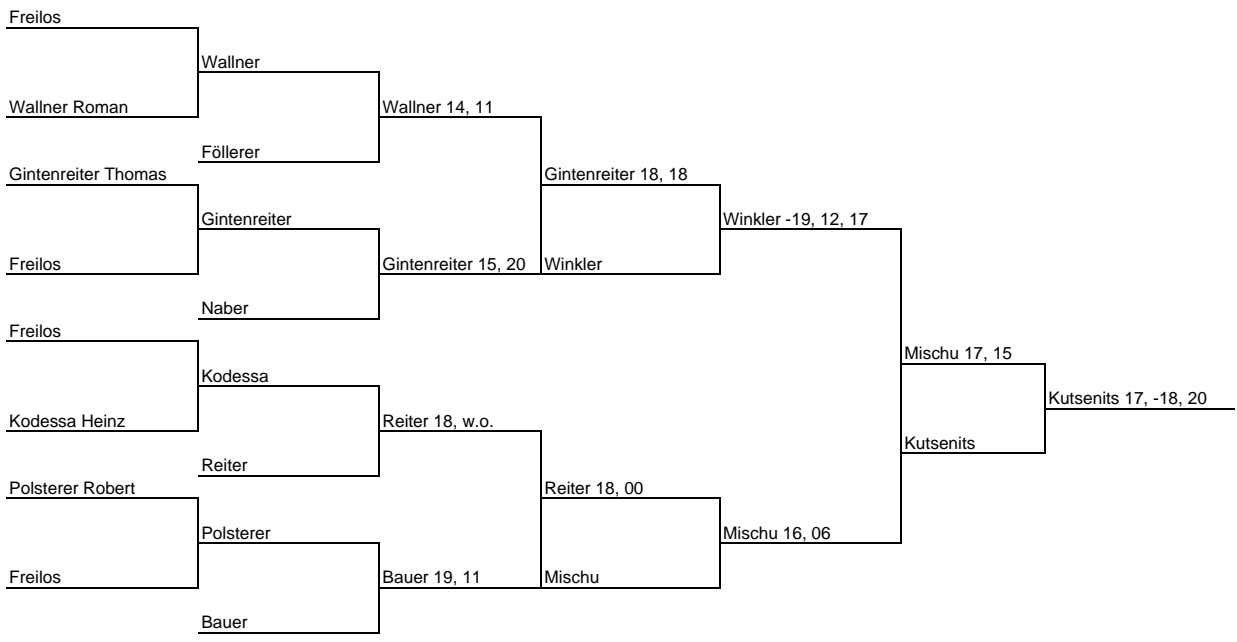 Freilos
Wallner
Wallner Roman
Wallner 14, 11
Föllerer
Gintenreiter Thomas
Gintenreiter 18, 18
Gintenreiter
Winkler -19, 12, 17
Freilos
Gintenreiter 15, 20
Winkler
Naber
Freilos
Mischu 17, 15
Kodessa
Kutsenits 17, -18, 20
Kodessa Heinz
Reiter 18, w.o.
Kutsenits
Reiter
Polsterer Robert
Reiter 18, 00
Polsterer
Mischu 16, 06
Freilos
Bauer 19, 11
Mischu
Bauer